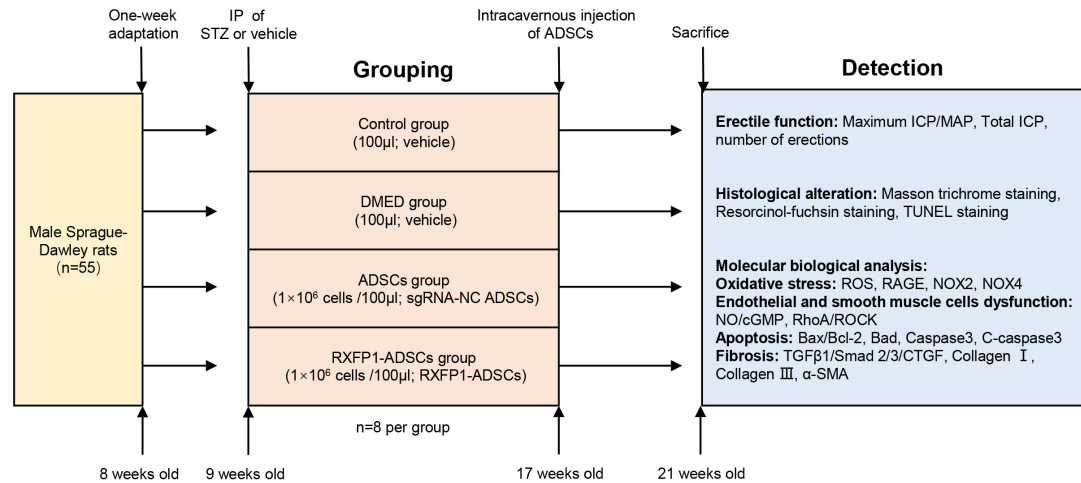 One-week
adaptation
IP of
STZ or vehicle
Intracavernous injection
of ADSCs
Sacrifice
Grouping
Detection
Male Sprague-
Dawley rats
(n=55)
Control group
(100μl; vehicle)
DMED group
(100μl; vehicle)
ADSCs group
(1×10⁶ cells /100μl; sgRNA-NC ADSCs)
RXFP1-ADSCs group
(1×10⁶ cells /100μl; RXFP1-ADSCs)
n=8 per group
Erectile function: Maximum ICP/MAP, Total ICP,
number of erections
Histological alteration: Masson trichrome staining,
Resorcinol-fuchsin staining, TUNEL staining
Molecular biological analysis:
Oxidative stress: ROS, RAGE, NOX2, NOX4
Endothelial and smooth muscle cells dysfunction:
NO/cGMP, RhoA/ROCK
Apoptosis: Bax/Bcl-2, Bad, Caspase3, C-caspase3
Fibrosis: TGFβ1/Smad 2/3/CTGF, Collagen Ⅰ,
Collagen Ⅲ, α-SMA
8 weeks old
9 weeks old
17 weeks old
21 weeks old